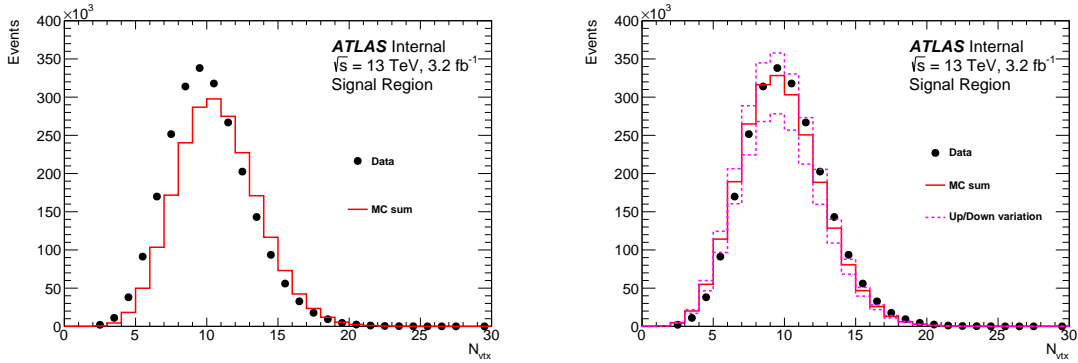 ×10³
400
350
300
250
200
150
100
50
0
Events
ATLAS Internal
√s = 13 TeV, 3.2 fb⁻¹
Signal Region
Data
MC sum
0 5 10 15 20 25 30
N_vtx
×10³
400
350
300
250
200
150
100
50
0
Events
ATLAS Internal
√s = 13 TeV, 3.2 fb⁻¹
Signal Region
Data
MC sum
Up/Down variation
0 5 10 15 20 25 30
N_vtx